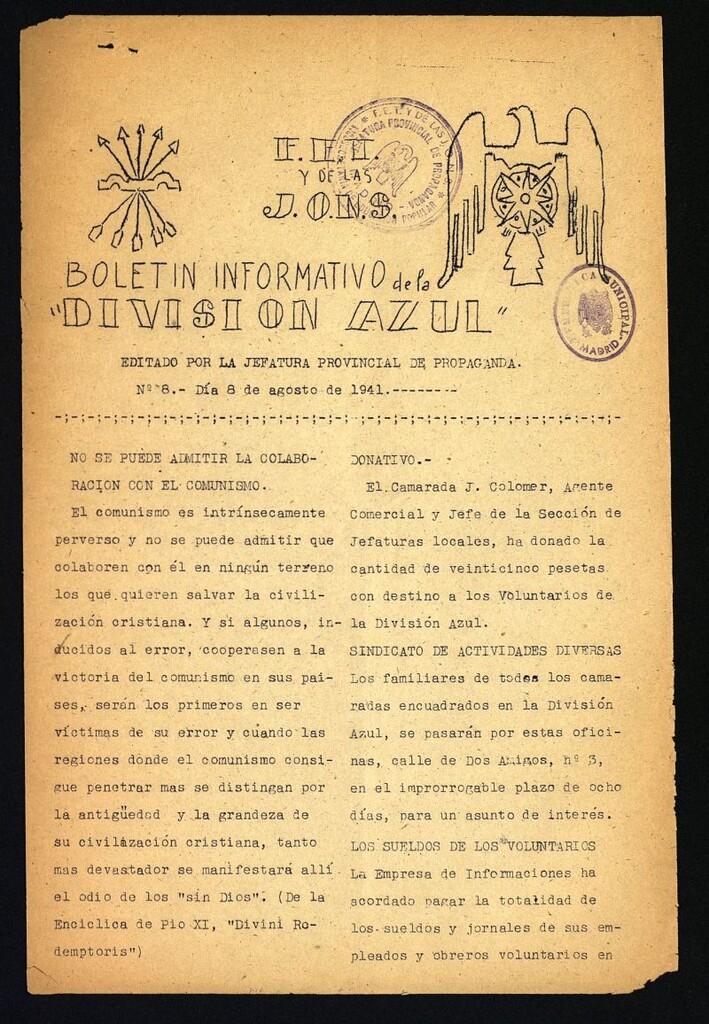 F.E.T.
Y DE LAS
J.O.N.S.
BOLETIN INFORMATIVO de la
"DIVISION AZUL"
EDITADO POR LA JEFATURA PROVINCIAL DE PROPAGANDA.
Nº 8.- Día 8 de agosto de 1941.--------
-;-;-;-;-;-;-;-;-;-;-;-;-;-;-;-;-;-;-;-;-;-;-;-;-;-;-;-
NO SE PUEDE ADMITIR LA COLABO-
RACION CON EL COMUNISMO.
El comunismo es intrínsecamente
perverso y no se puede admitir que
colaboren con él en ningún terreno
los que quieren salvar la civili-
zación cristiana. Y si algunos, in-
ducidos al error, cooperasen a la
victoria del comunismo en sus paí-
ses, serán los primeros en ser
víctimas de su error y cuando las
regiones donde el comunismo consi-
gue penetrar mas se distingan por
la antigüedad y la grandeza de
su civilazación cristiana, tanto
mas devastador se manifestará allí
el odio de los "sin Dios". (De la
Enciclica de Pio XI, "Divini Re-
demptoris")
DONATIVO.-
El Camarada J. Colomer, Agente
Comercial y Jefe de la Sección de
Jefaturas locales, ha donado la
cantidad de veinticinco pesetas
con destino a los Voluntarios de
la División Azul.
SINDICATO DE ACTIVIDADES DIVERSAS
Los familiares de todos los cama-
radas encuadrados en la División
Azul, se pasarán por estas ofici-
nas, calle de Dos Amigos, nº 3,
en el improrrogable plazo de ocho
días, para un asunto de interés.
LOS SUELDOS DE LOS VOLUNTARIOS
La Empresa de Informaciones ha
acordado pagar la totalidad de
los sueldos y jornales de sus em-
pleados y obreros voluntarios en
F.E.T. Y DE LAS J.O.N.S.
JEFATURA PROVINCIAL DE PROPAGANDA
POPULAR
CA MUNICIPAL
MADRID